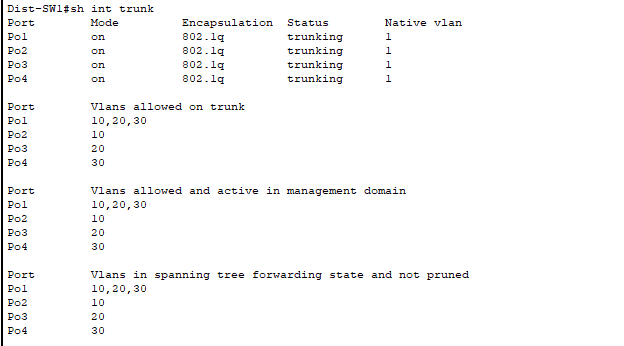 Dist-SW1#sh int trunk
Port Mode Encapsulation Status Native vlan
Po1 on 802.1q trunking 1
Po2 on 802.1q trunking 1
Po3 on 802.1q trunking 1
Po4 on 802.1q trunking 1
Port Vlans allowed on trunk
Po1 10,20,30
Po2 10
Po3 20
Po4 30
Port Vlans allowed and active in management domain
Po1 10,20,30
Po2 10
Po3 20
Po4 30
Port Vlans in spanning tree forwarding state and not pruned
Po1 10,20,30
Po2 10
Po3 20
Po4 30